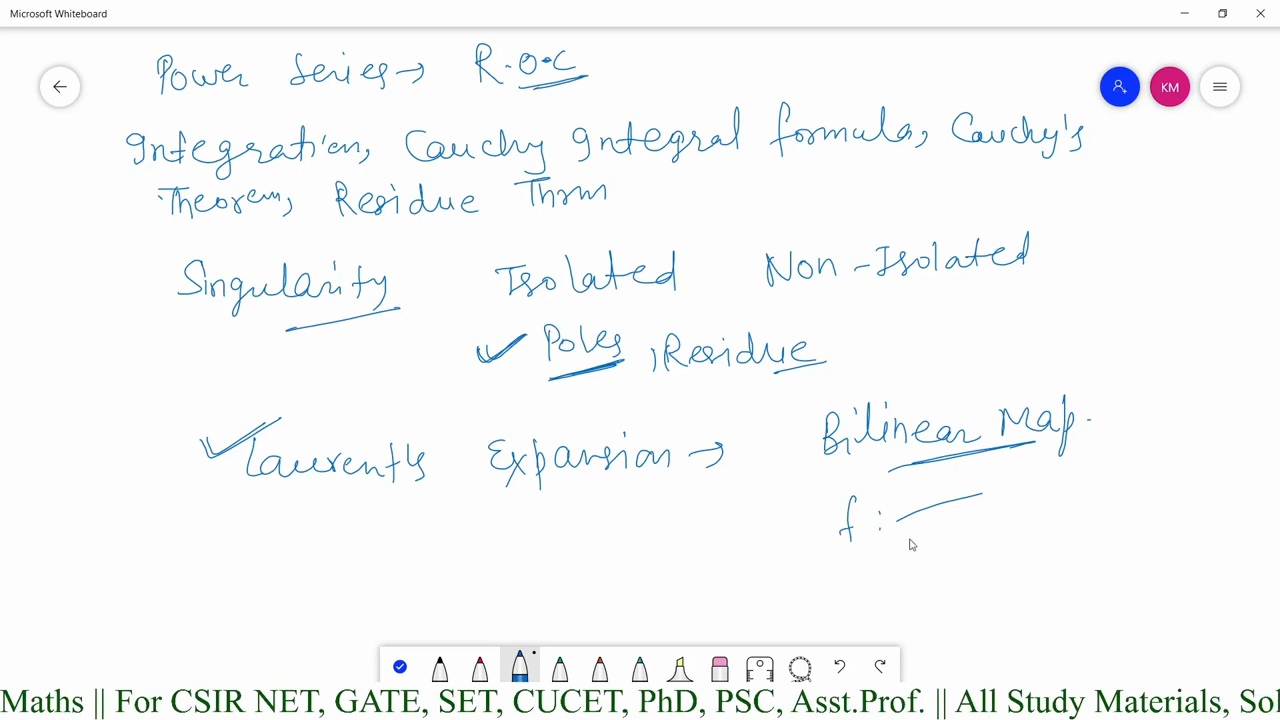 Microsoft Whiteboard
Power Series → R.O.C
KM
Integration, Cauchy Integral formula, Cauchy's
Theorem, Residue Thrm
Singularity Isolated Non-Isolated
Poles, Residue
Laurent's Expansion → Bilinear Map.
f :
Maths || For CSIR NET, GATE, SET, CUCET, PhD, PSC, Asst.Prof. || All Study Materials, Sol